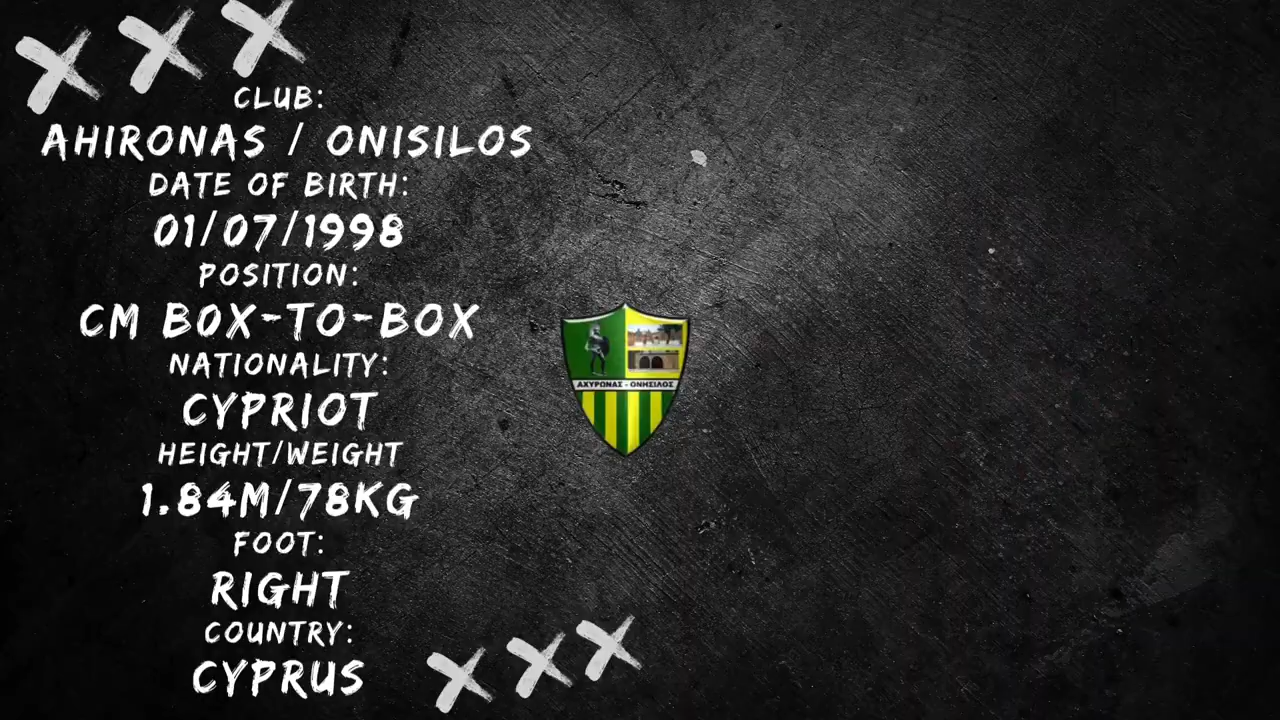 CLUB:
AHIRONAS / ONISILOS
DATE OF BIRTH:
01/07/1998
POSITION:
CM BOX-TO-BOX
NATIONALITY:
CYPRIOT
HEIGHT/WEIGHT
1.84M/78KG
FOOT:
RIGHT
COUNTRY:
CYPRUS
ΑΧΥΡΩΝΑΣ - ΟΝΗΣΙΛΟΣ